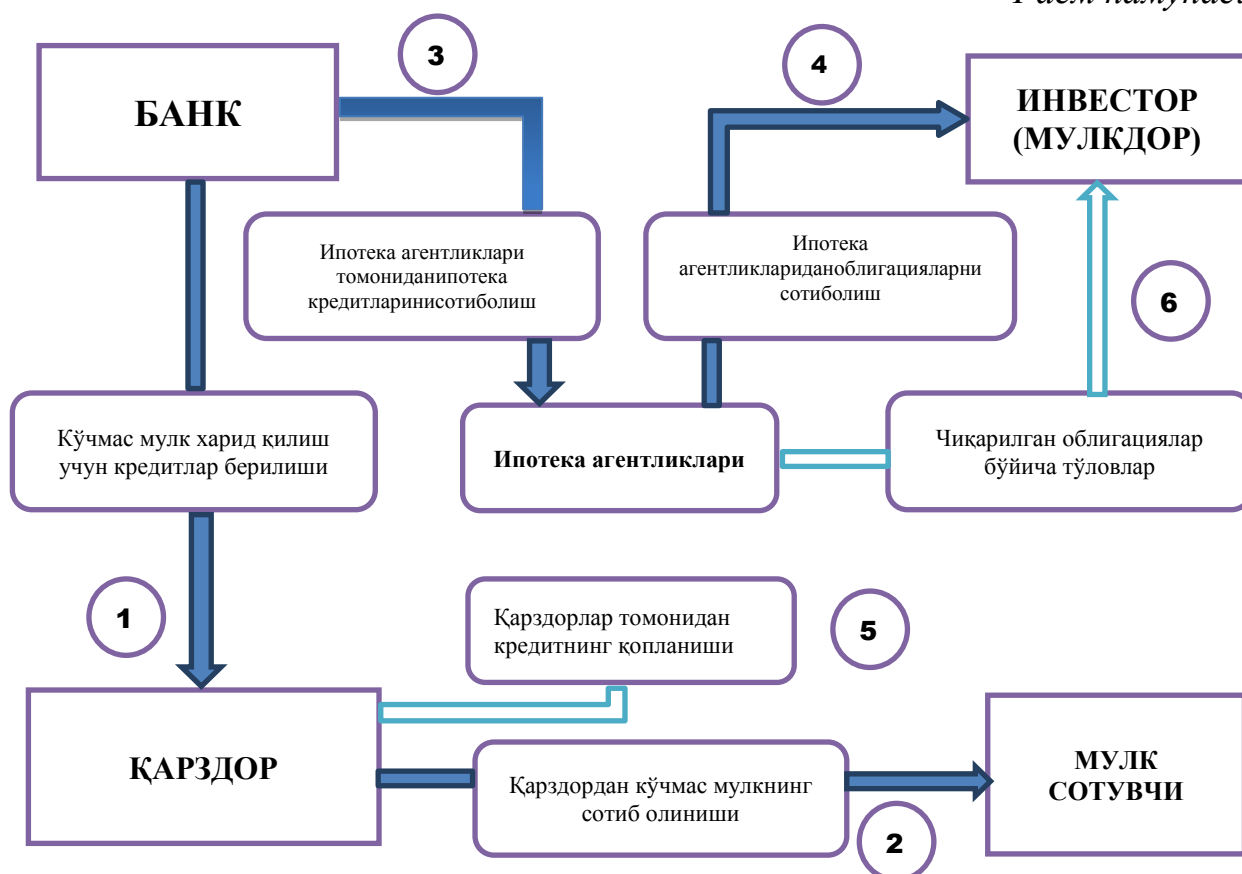 3
4
БАНК
ИНВЕСТОР
(МУЛКДОР)
Ипотека агентликлари
томониданипотека
кредитларинисотиболиш
Ипотека
агентликлариданоблигацияларни
сотиболиш
6
Кўчмас мулк харид қилиш
учун кредитлар берилиши
Ипотека агентликлари
Чиқарилган облигациялар
бўйича тўловлар
1
Қарздорлар томонидан
кредитнинг қопланиши
5
ҚАРЗДОР
Қарздордан кўчмас мулкнинг
сотиб олиниши
2
МУЛК
СОТУВЧИ